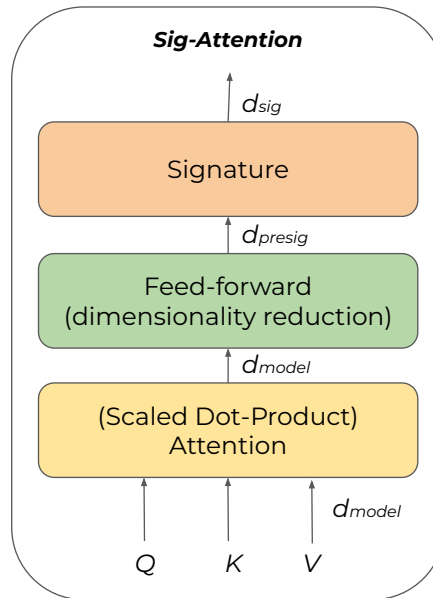 Sig-Attention
dsig
Signature
dpresig
Feed-forward
(dimensionality reduction)
dmodel
(Scaled Dot-Product)
Attention
dmodel
Q K V